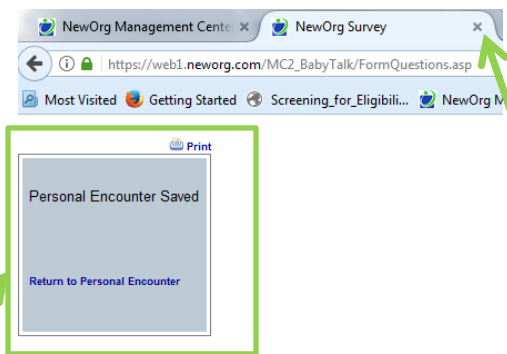 NewOrg Management Cente
NewOrg Survey
https://web1.neworg.com/MC2_BabyTalk/FormQuestions.asp
Most Visited Getting Started Screening_for_Eligibili... NewOrg M
Print
Personal Encounter Saved
Return to Personal Encounter